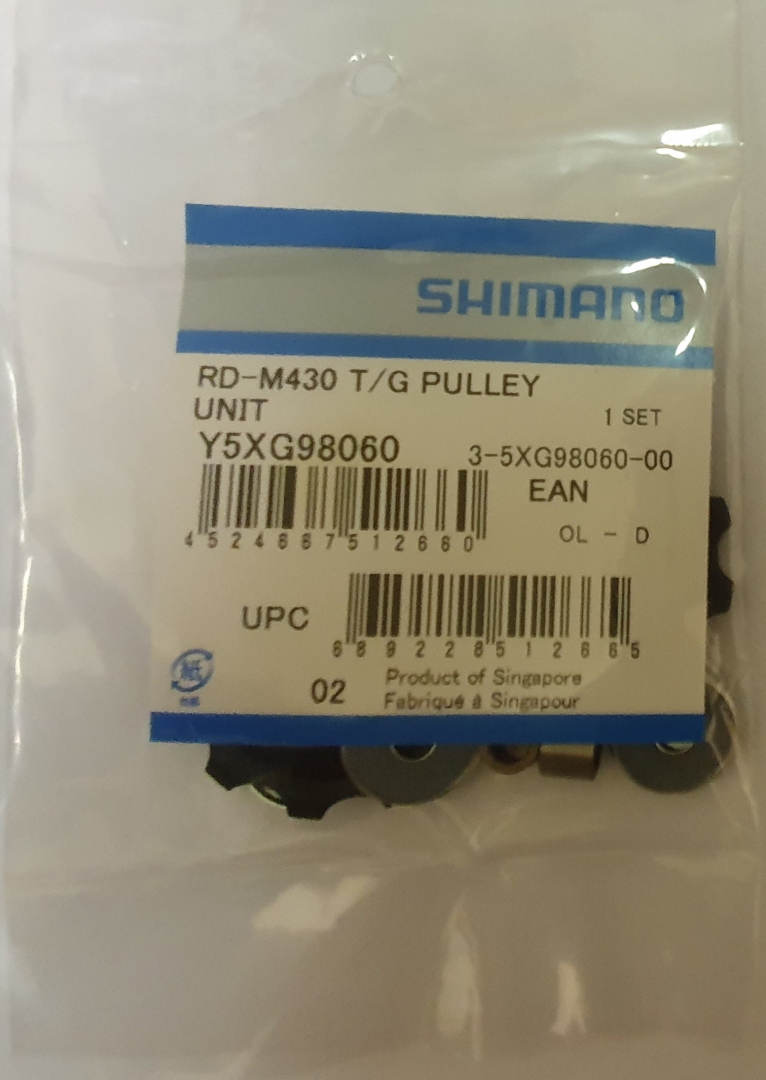 SHIMANO
RD-M430 T/G PULLEY
UNIT
1 SET
Y5XG98060
3-5XG98060-00
EAN
4524667512660
OL - D
UPC
689228512665
紙
02
Product of Singapore
Fabriqué à Singapour